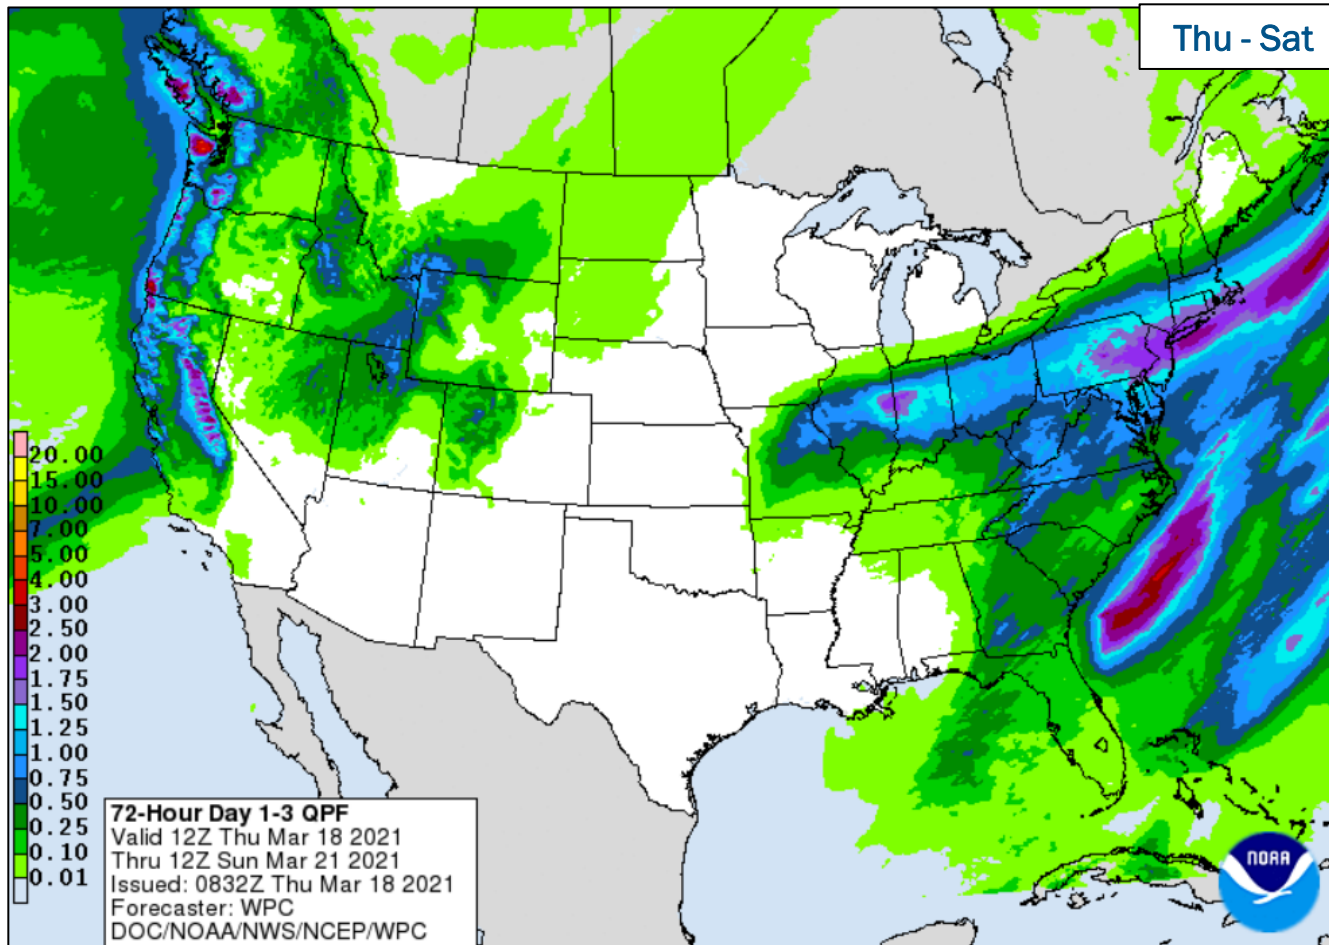 Thu - Sat
20.00
15.00
10.00
7.00
5.00
4.00
3.00
2.50
2.00
1.75
1.50
1.25
1.00
0.75
0.50
0.25
0.10
0.01
72-Hour Day 1-3 QPF
Valid 12Z Thu Mar 18 2021
Thru 12Z Sun Mar 21 2021
Issued: 0832Z Thu Mar 18 2021
Forecaster: WPC
DOC/NOAA/NWS/NCEP/WPC
NOAA